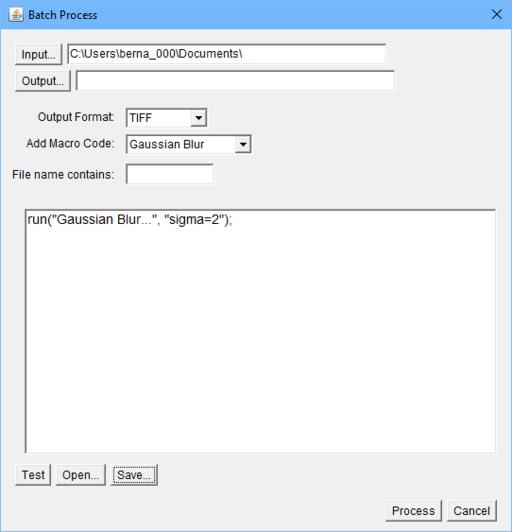 Batch Process
Input... C:\Users\berna_000\Documents\
Output...
Output Format: TIFF
Add Macro Code: Gaussian Blur
File name contains:
run("Gaussian Blur...", "sigma=2");
Test Open... Save...
Process Cancel